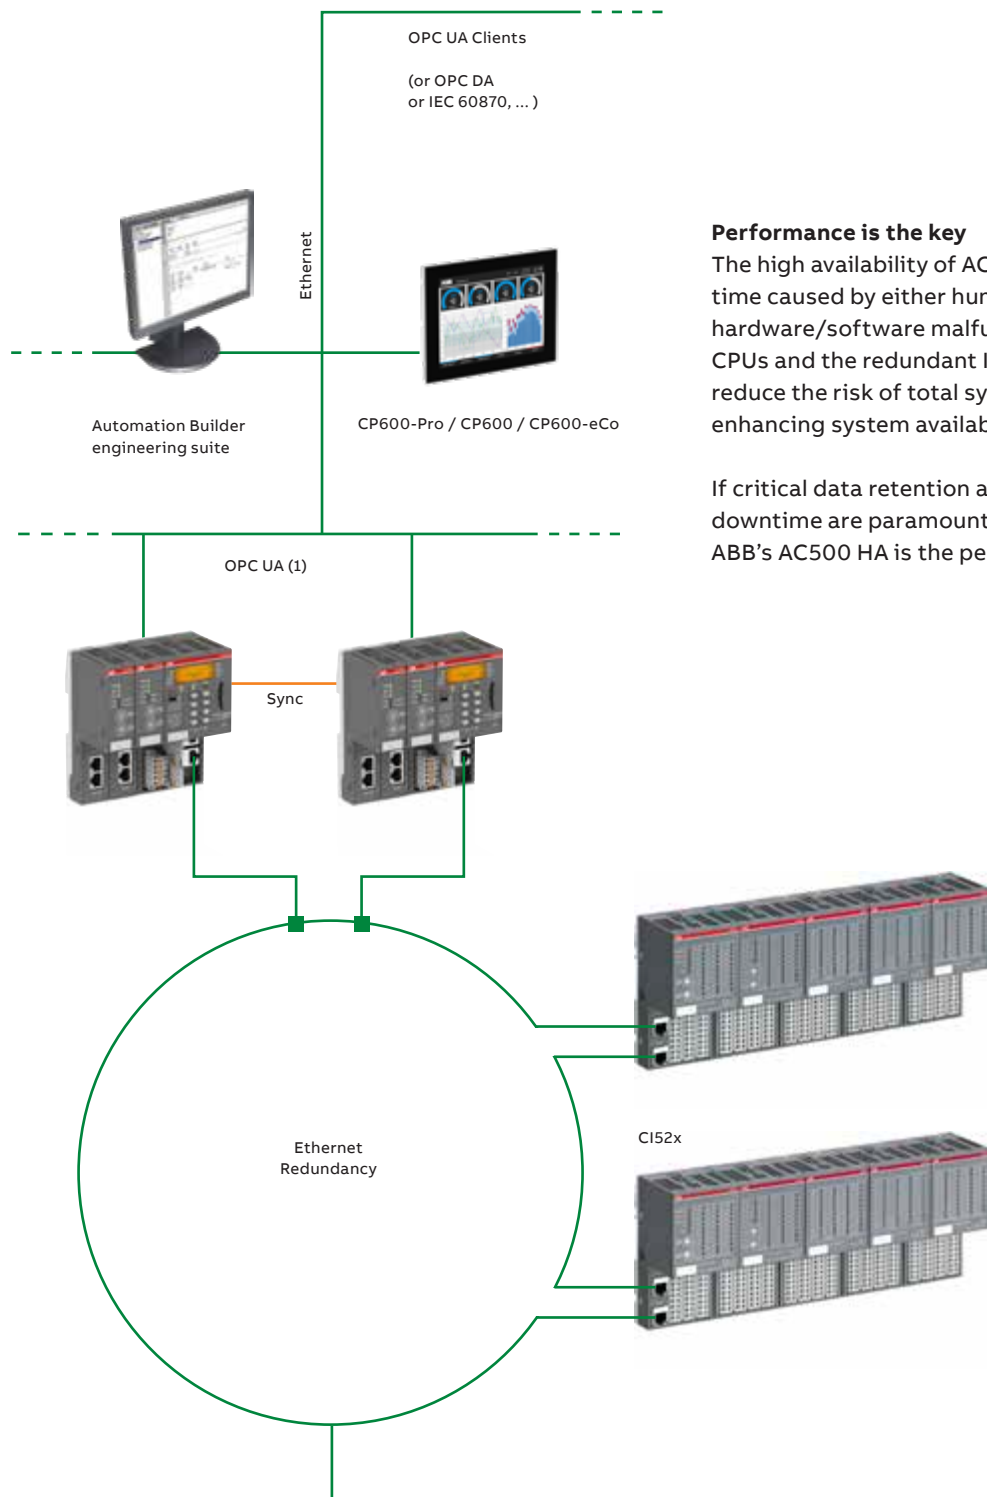 OPC UA Clients
(or OPC DA
or IEC 60870, ... )
Ethernet
Automation Builder
engineering suite
CP600-Pro / CP600 / CP600-eCo
OPC UA (1)
Sync
Ethernet
Redundancy
CI52x
Performance is the key
The high availability of AC
time caused by either hu
hardware/software malfu
CPUs and the redundant
reduce the risk of total sy
enhancing system availab
If critical data retention a
downtime are paramount
ABB's AC500 HA is the pe